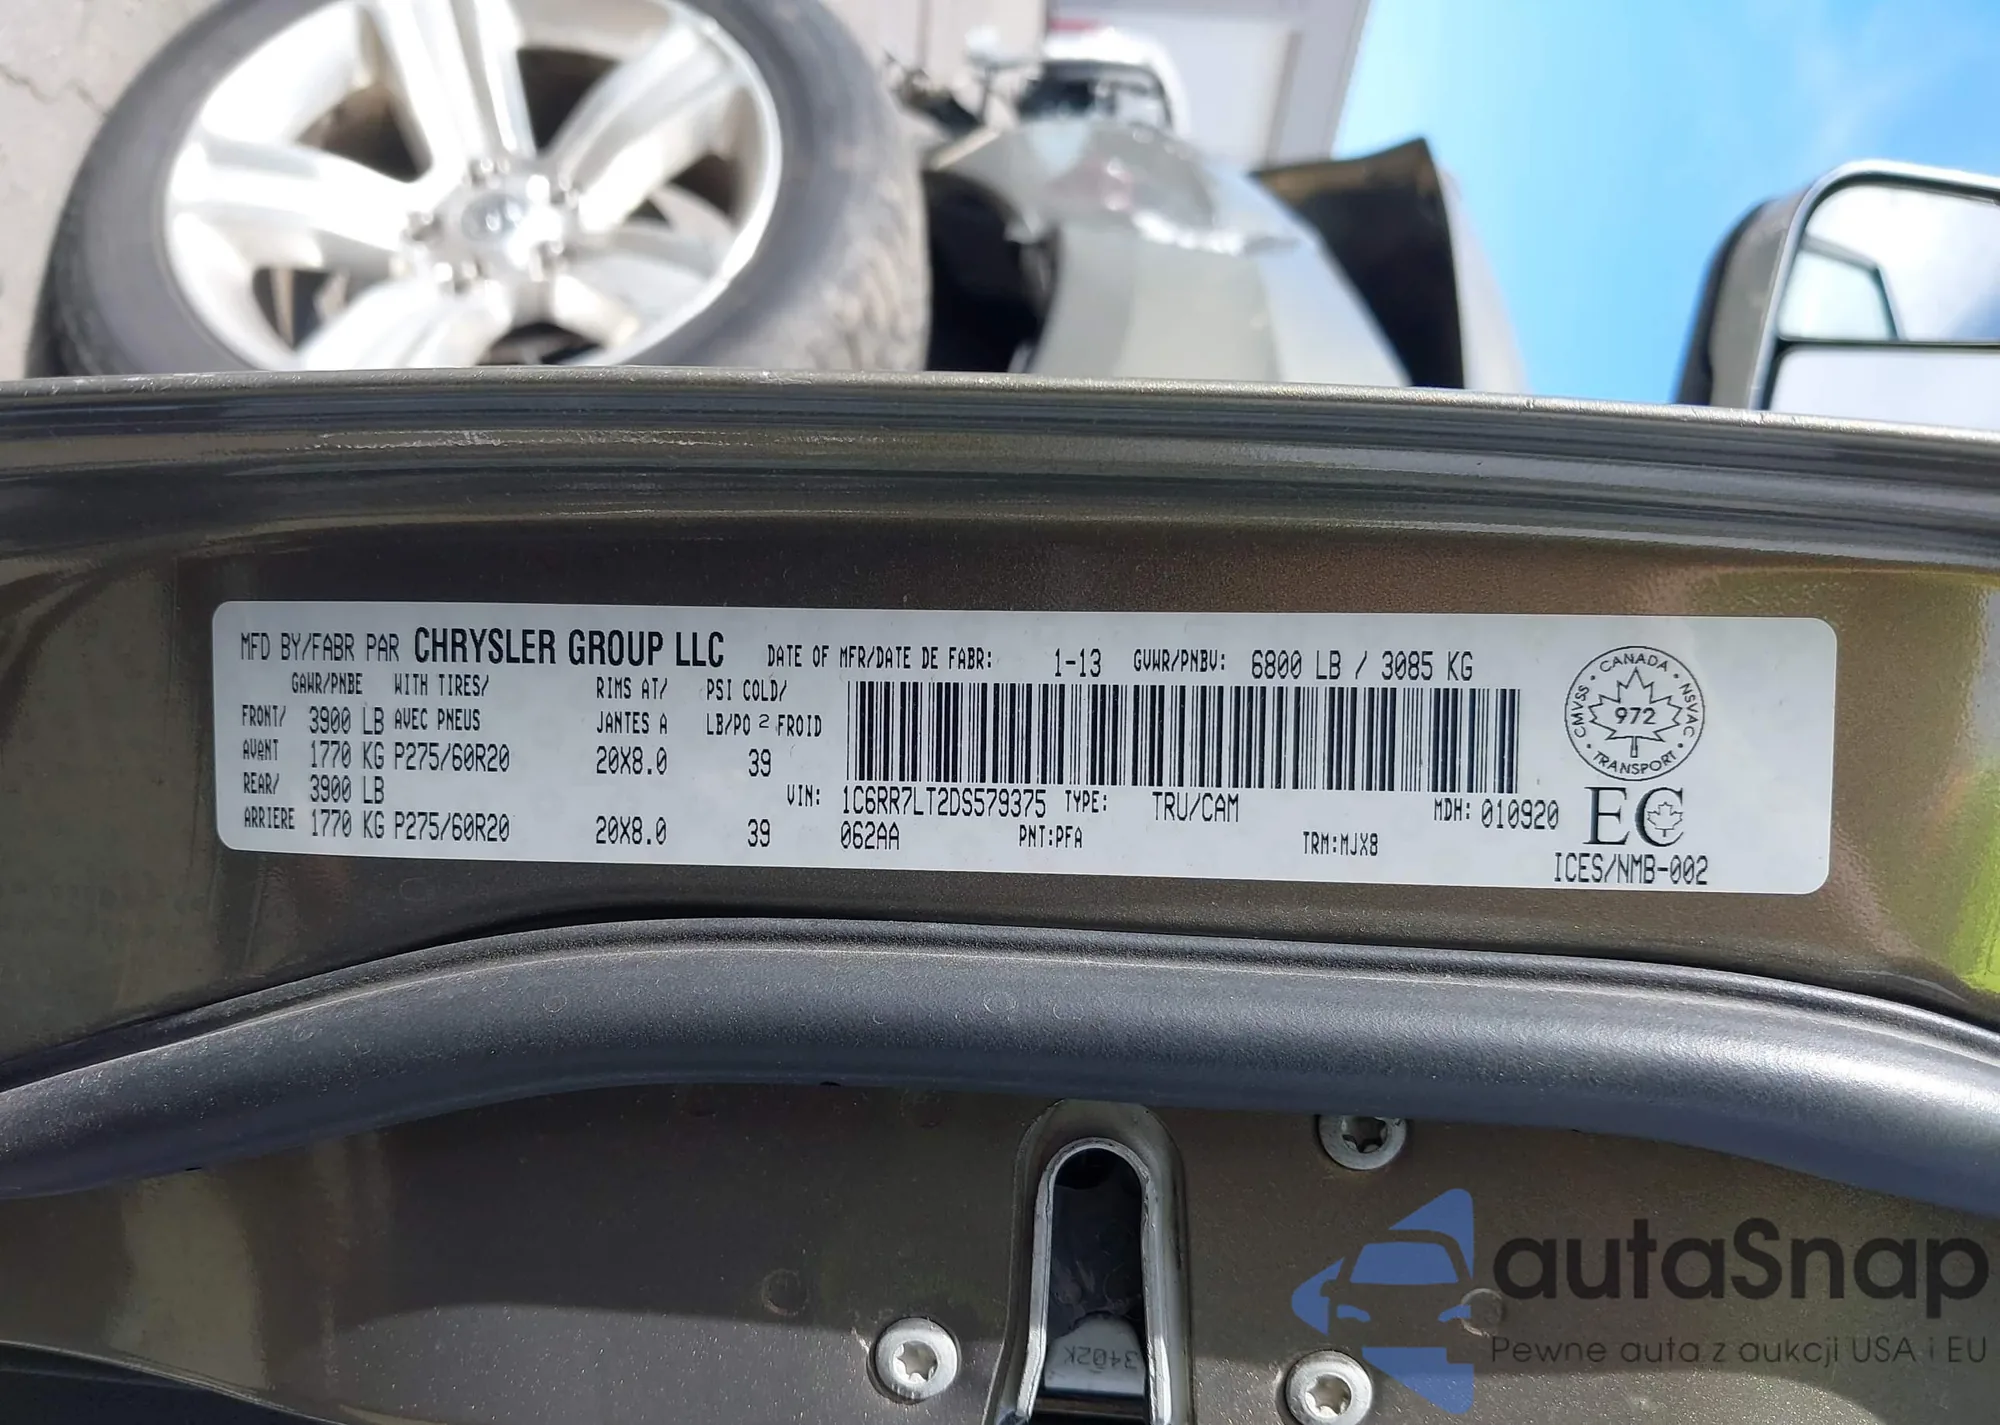 MFD BY/FABR PAR CHRYSLER GROUP LLC DATE OF MFR/DATE DE FABR: 1-13 GVWR/PNBV: 6800 LB / 3085 KG
GAWR/PNBE WITH TIRES/ RIMS AT/ PSI COLD/
FRONT/ 3900 LB AVEC PNEUS JANTES A LB/PO 2 FROID
AVANT 1770 KG P275/60R20 20X8.0 39
REAR/ 3900 LB
ARRIERE 1770 KG P275/60R20 20X8.0 39
VIN: 1C6RR7LT2DS579375 TYPE: TRU/CAM MDH: 010920
062AA PNT:PFA TRM:MJX8
CANADA
CMVSS 972 NSVAC
TRANSPORT
EC
ICES/NMB-002
3402K
autaSnap
Pewne auta z aukcji USA i EU